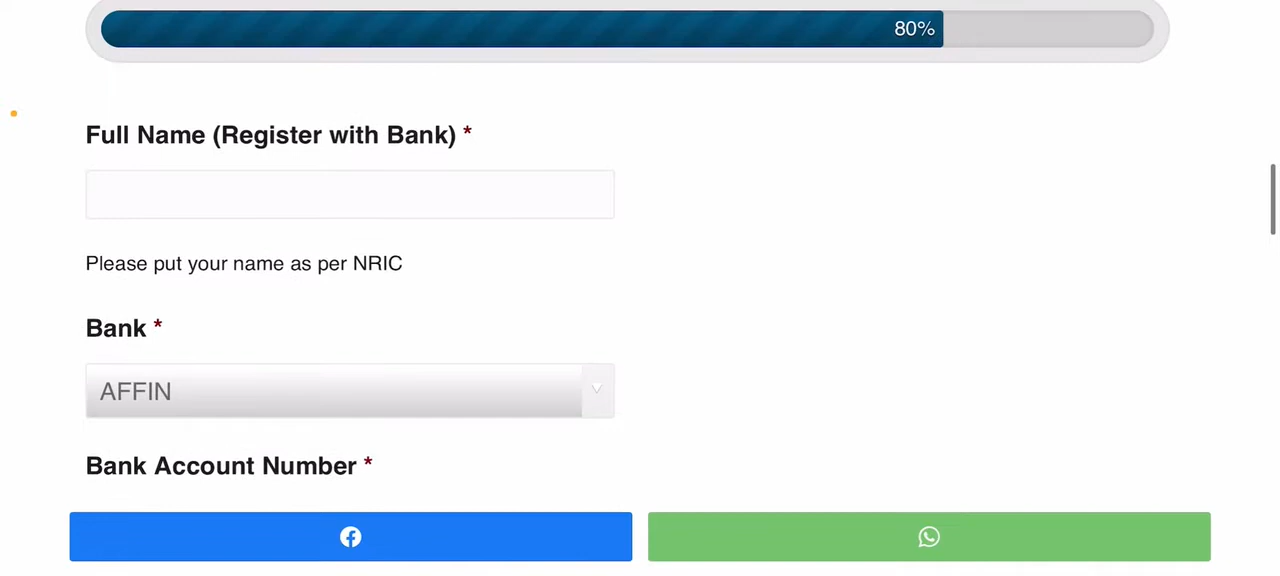 80%
Full Name (Register with Bank) *
Please put your name as per NRIC
Bank *
AFFIN
Bank Account Number *